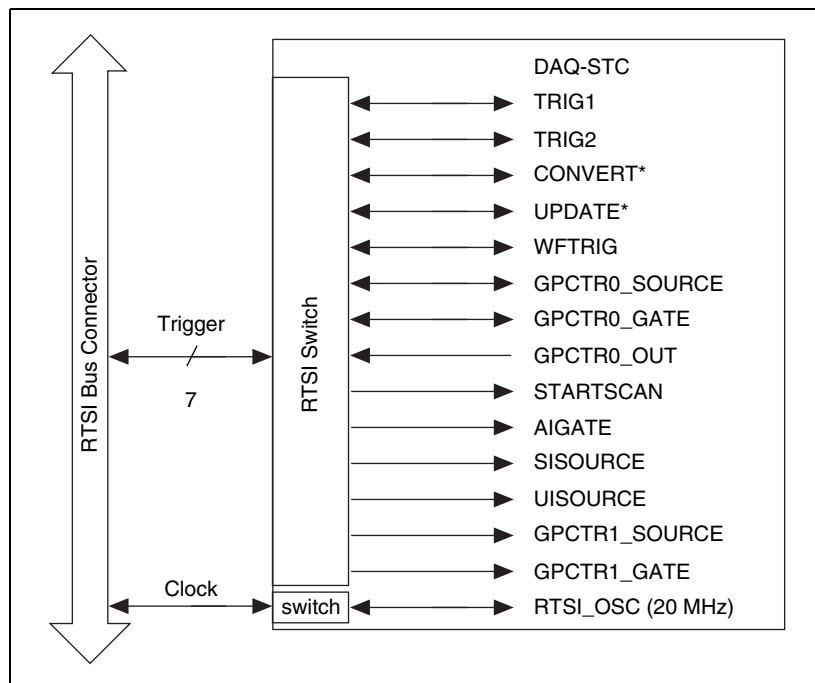 DAQ-STC
TRIG1
TRIG2
CONVERT*
UPDATE*
WFTRIG
GPCTR0_SOURCE
GPCTR0_GATE
GPCTR0_OUT
STARTSCAN
AIGATE
SISOURCE
UISOURCE
GPCTR1_SOURCE
GPCTR1_GATE
RTSI_OSC (20 MHz)
RTSI Bus Connector
Trigger
7
RTSI Switch
Clock
switch